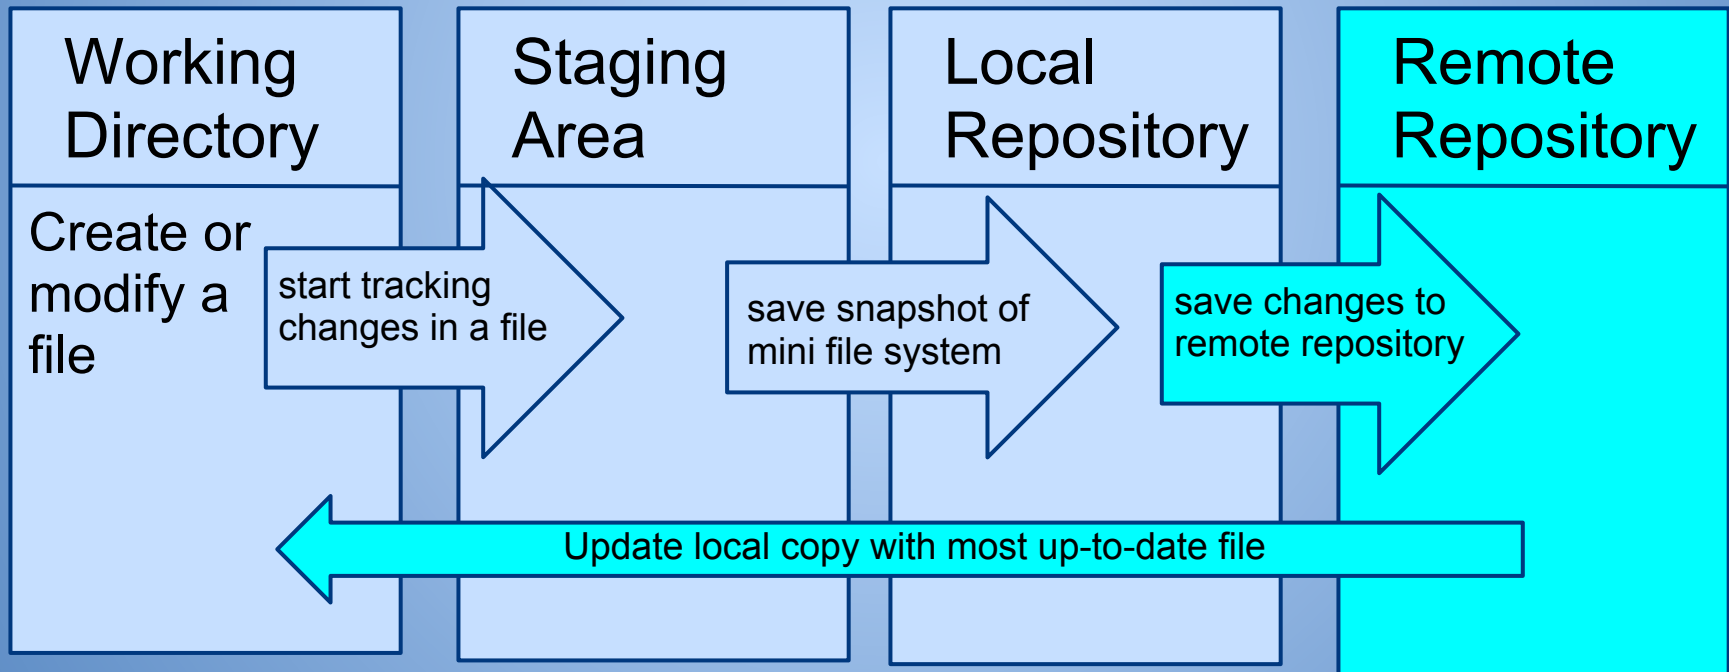 Working
Directory
Staging
Area
Local
Repository
Remote
Repository
Create or
modify a
file
start tracking
changes in a file
save snapshot of
mini file system
save changes to
remote repository
Update local copy with most up-to-date file